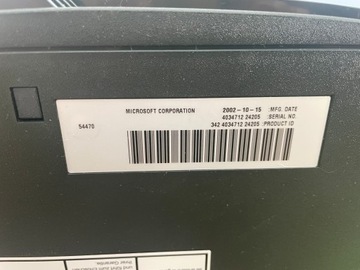 MICROSOFT CORPORATION
2002-10-15 :MFG. DATE
4034712 24205 :SERIAL NO.
54470
342 4034712 24205 :PRODUCT ID